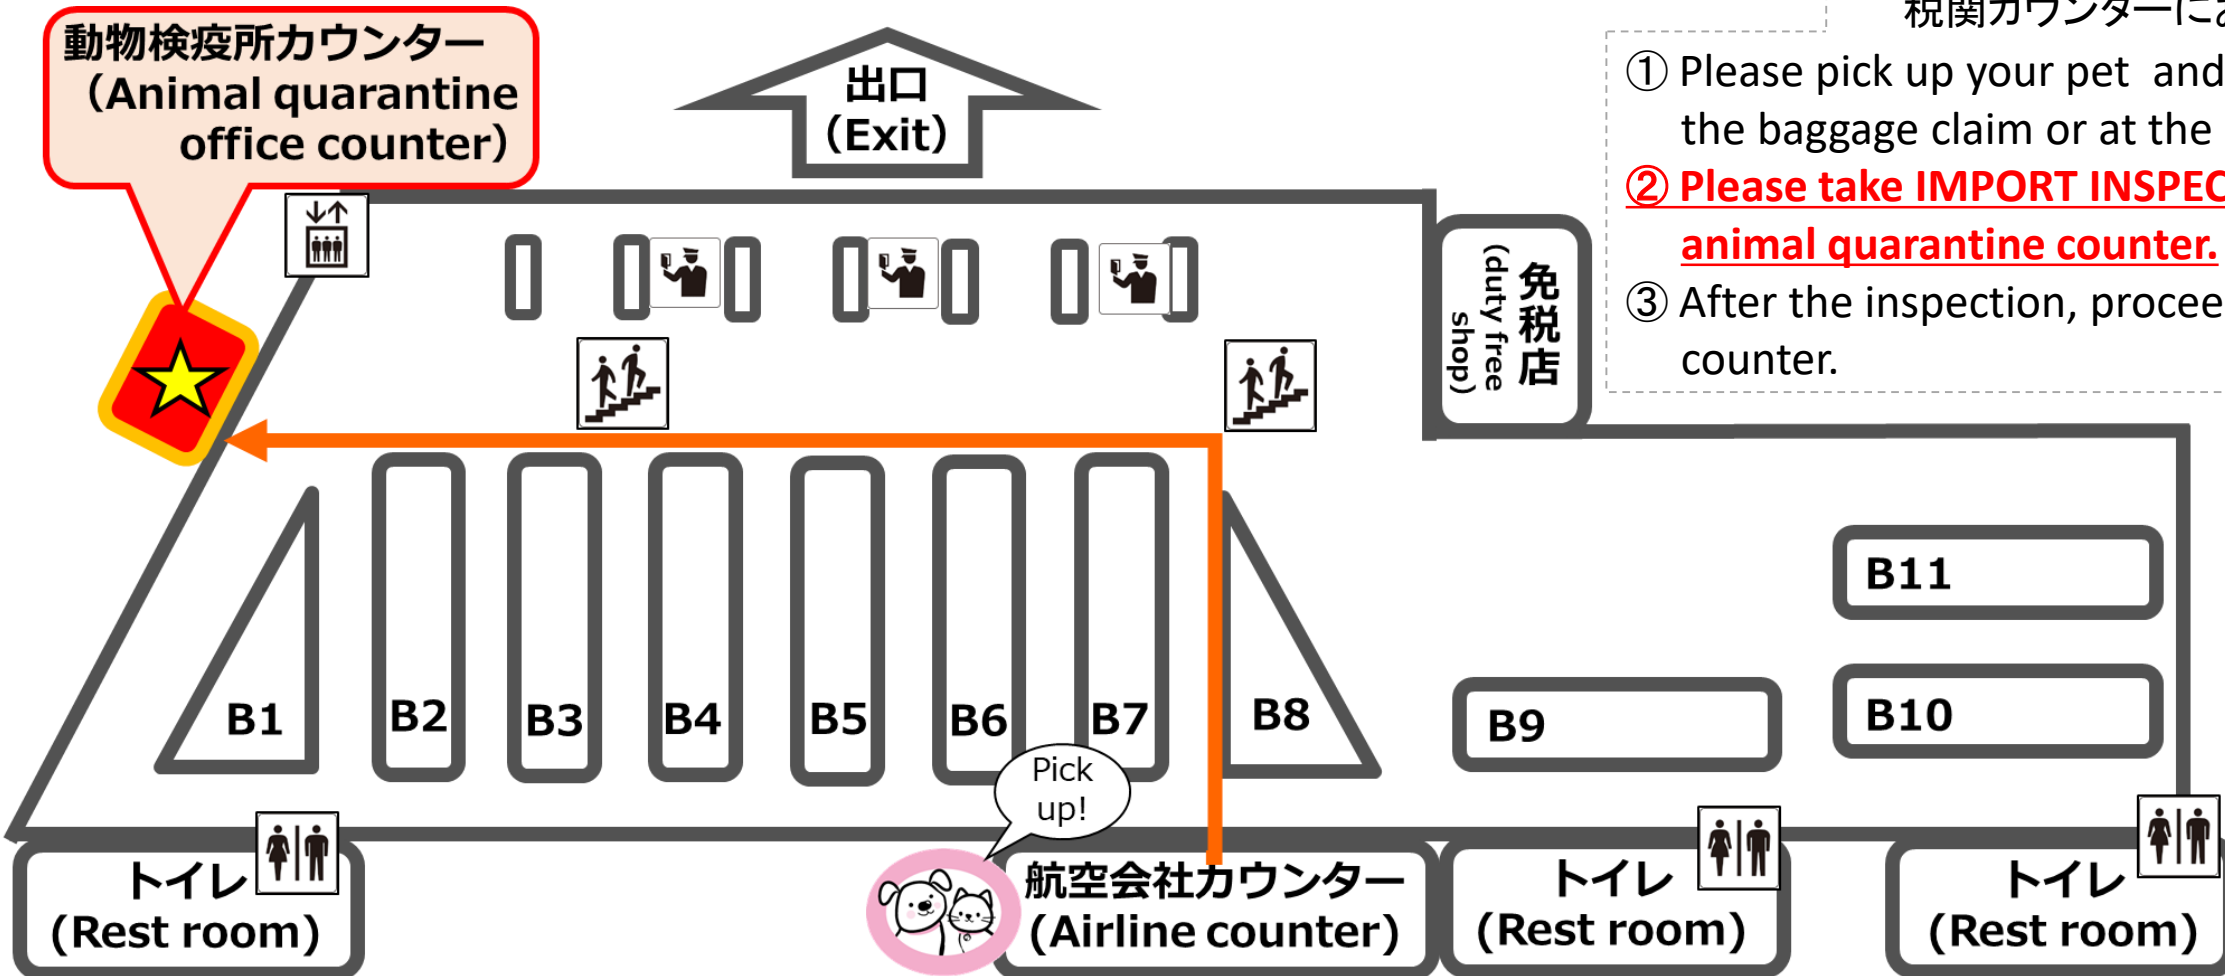 動物検疫所カウンター
(Animal quarantine
office counter)
出口
(Exit)
税関カウンターに
① Please pick up your pet and
the baggage claim or at the
② Please take IMPORT INSPEC
animal quarantine counter.
③ After the inspection, procee
counter.
免税店
(duty free
shop)
B1
B2
B3
B4
B5
B6
B7
B8
B9
B11
B10
Pick
up!
トイレ
(Rest room)
航空会社カウンター
(Airline counter)
トイレ
(Rest room)
トイレ
(Rest room)